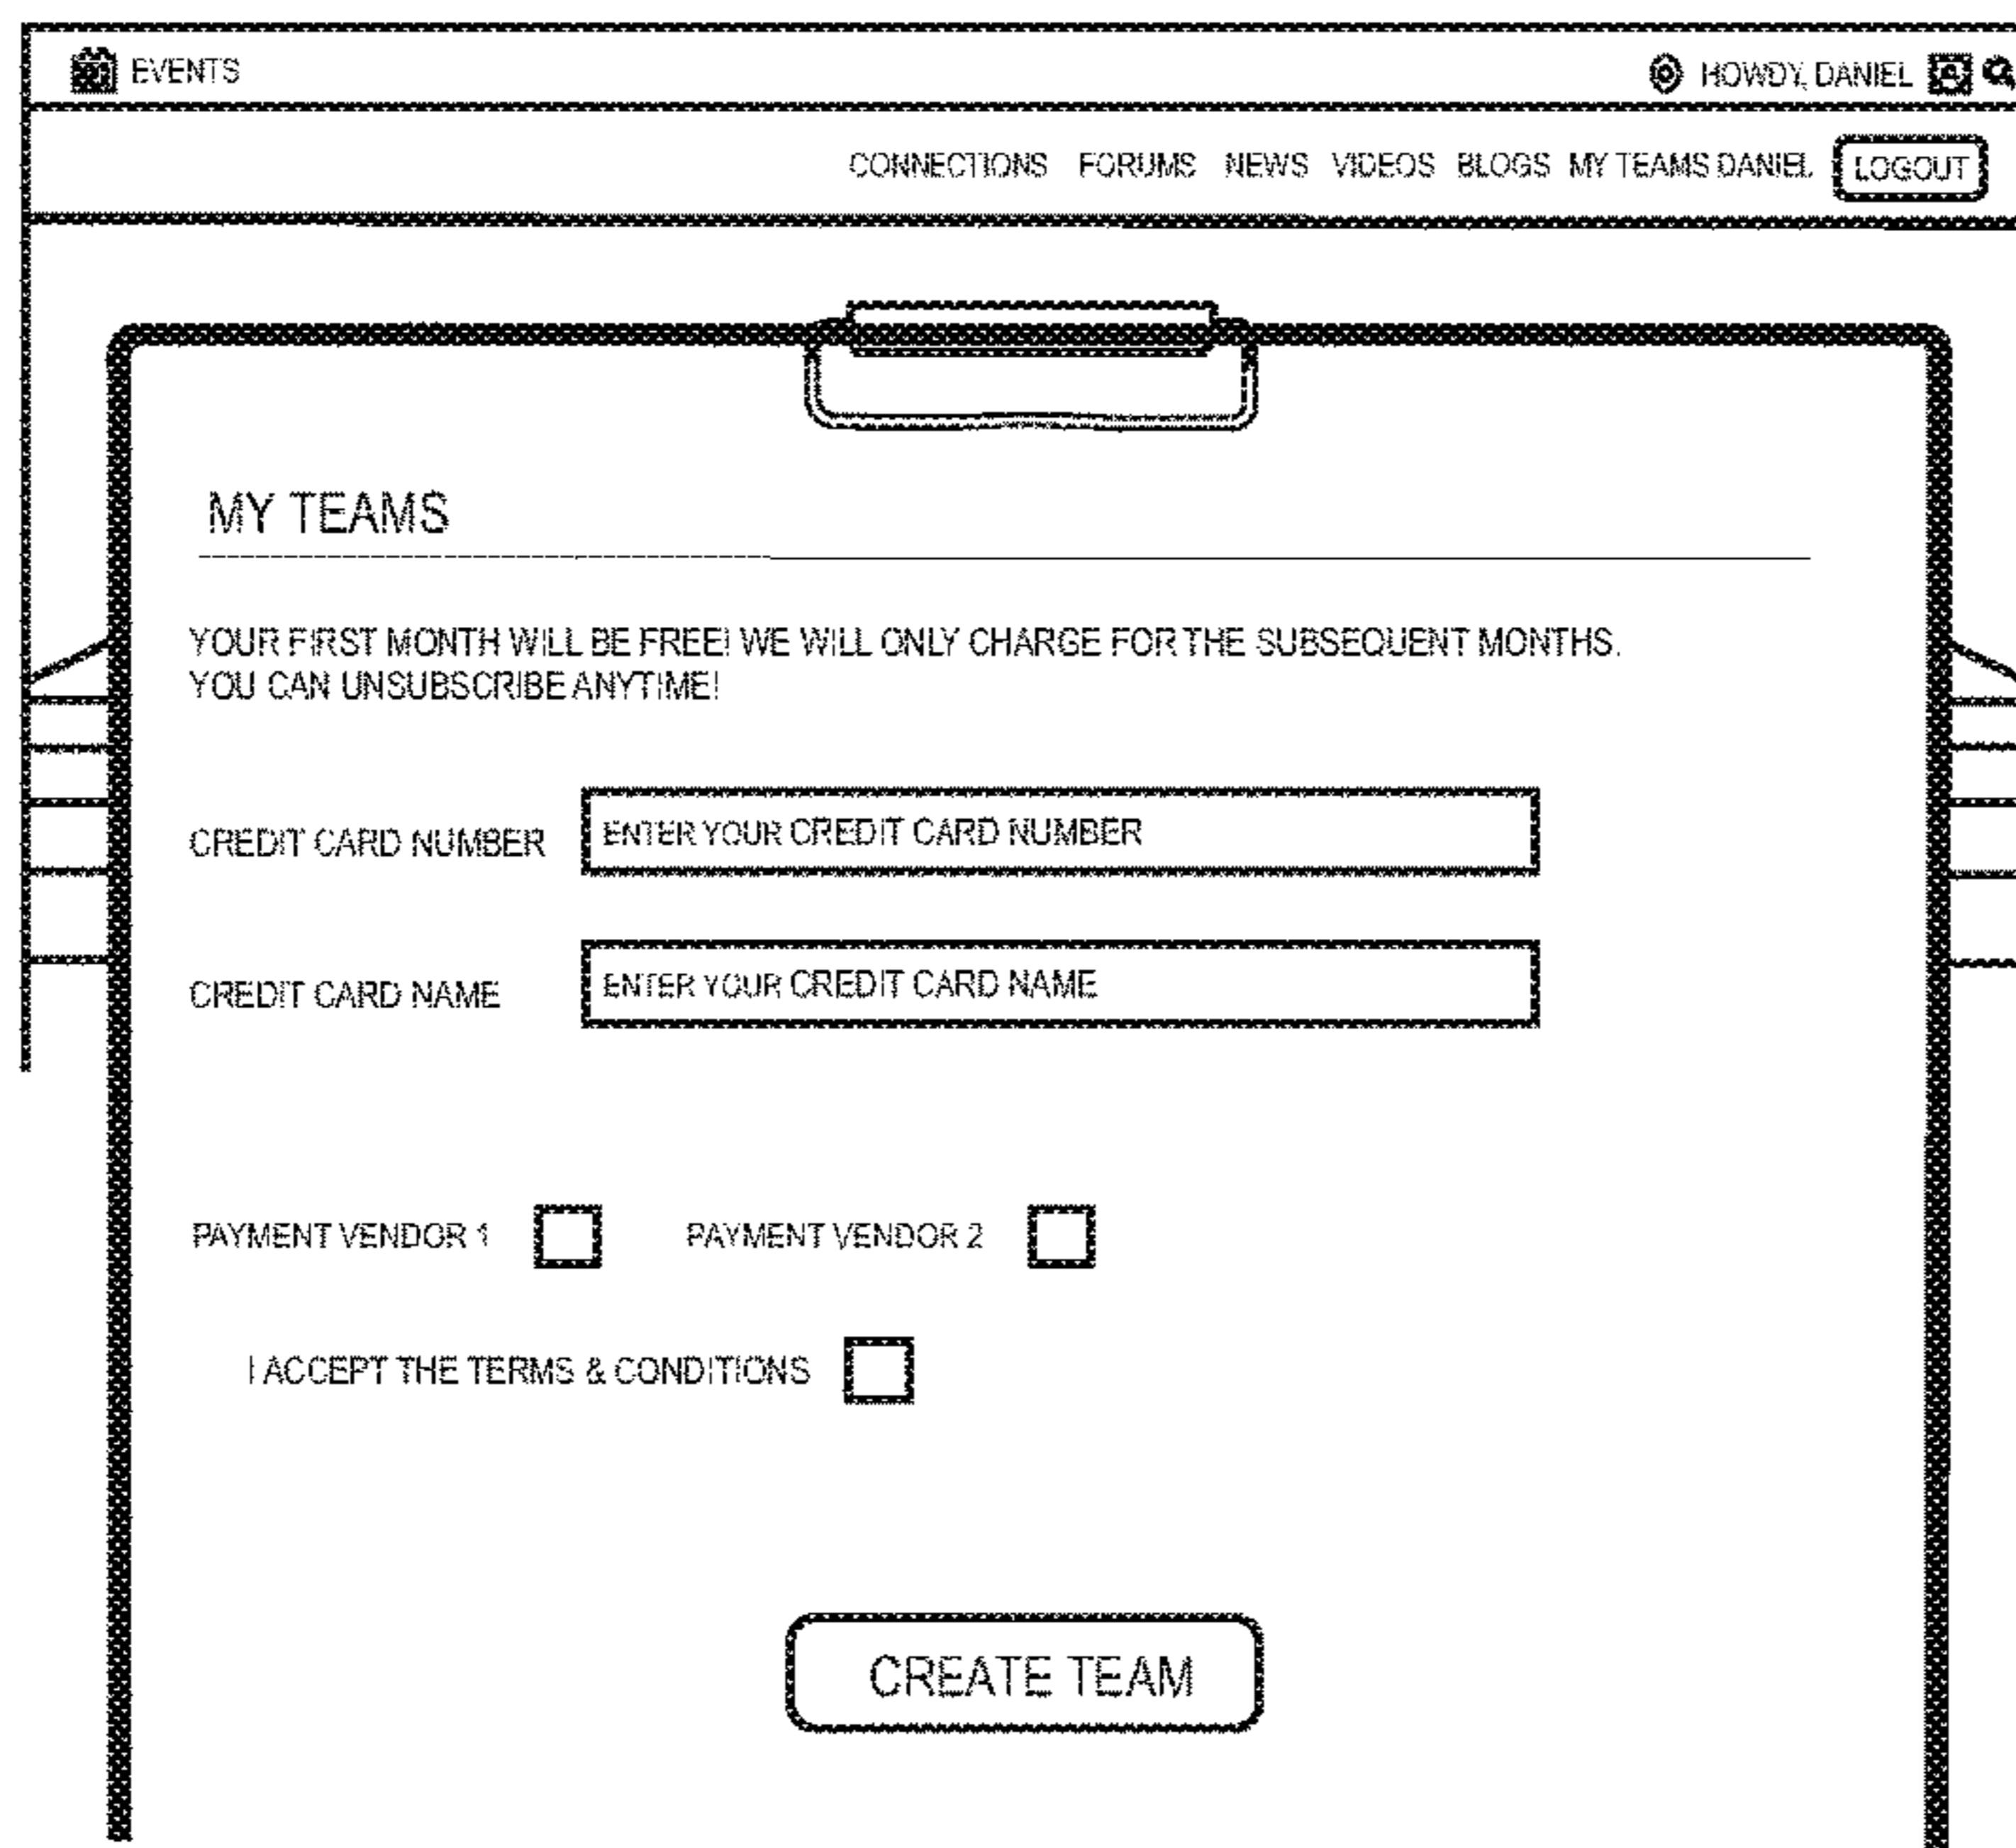 EVENTS HOWDY, DANIEL
CONNECTIONS FORUMS NEWS VIDEOS BLOGS MY TEAMS DANIEL LOGOUT
MY TEAMS
YOUR FIRST MONTH WILL BE FREE! WE WILL ONLY CHARGE FOR THE SUBSEQUENT MONTHS.
YOU CAN UNSUBSCRIBE ANYTIME!
CREDIT CARD NUMBER ENTER YOUR CREDIT CARD NUMBER
CREDIT CARD NAME ENTER YOUR CREDIT CARD NAME
PAYMENT VENDOR 1 PAYMENT VENDOR 2
I ACCEPT THE TERMS & CONDITIONS
CREATE TEAM